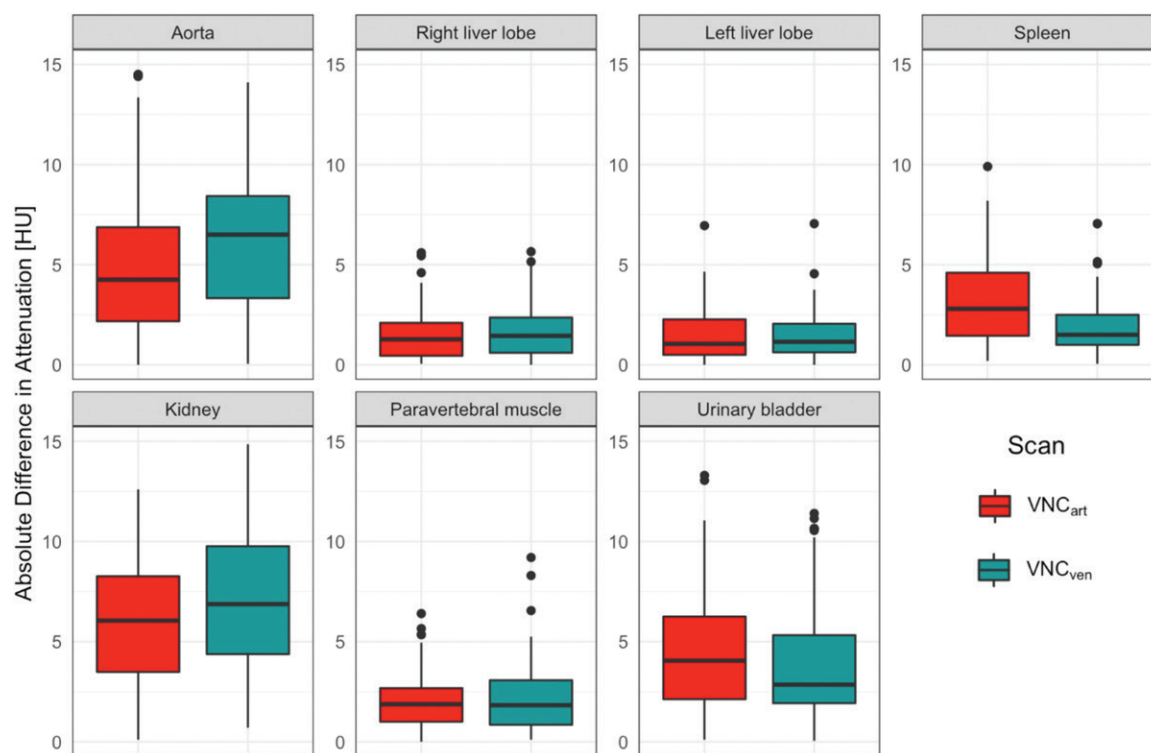 Absolute Difference in Attenuation [HU]
Aorta
15
10
5
0
Right liver lobe
15
10
5
0
Left liver lobe
15
10
5
0
Spleen
15
10
5
0
Kidney
15
10
5
0
Paravertebral muscle
15
10
5
0
Urinary bladder
15
10
5
0
Scan
VNCart
VNCven